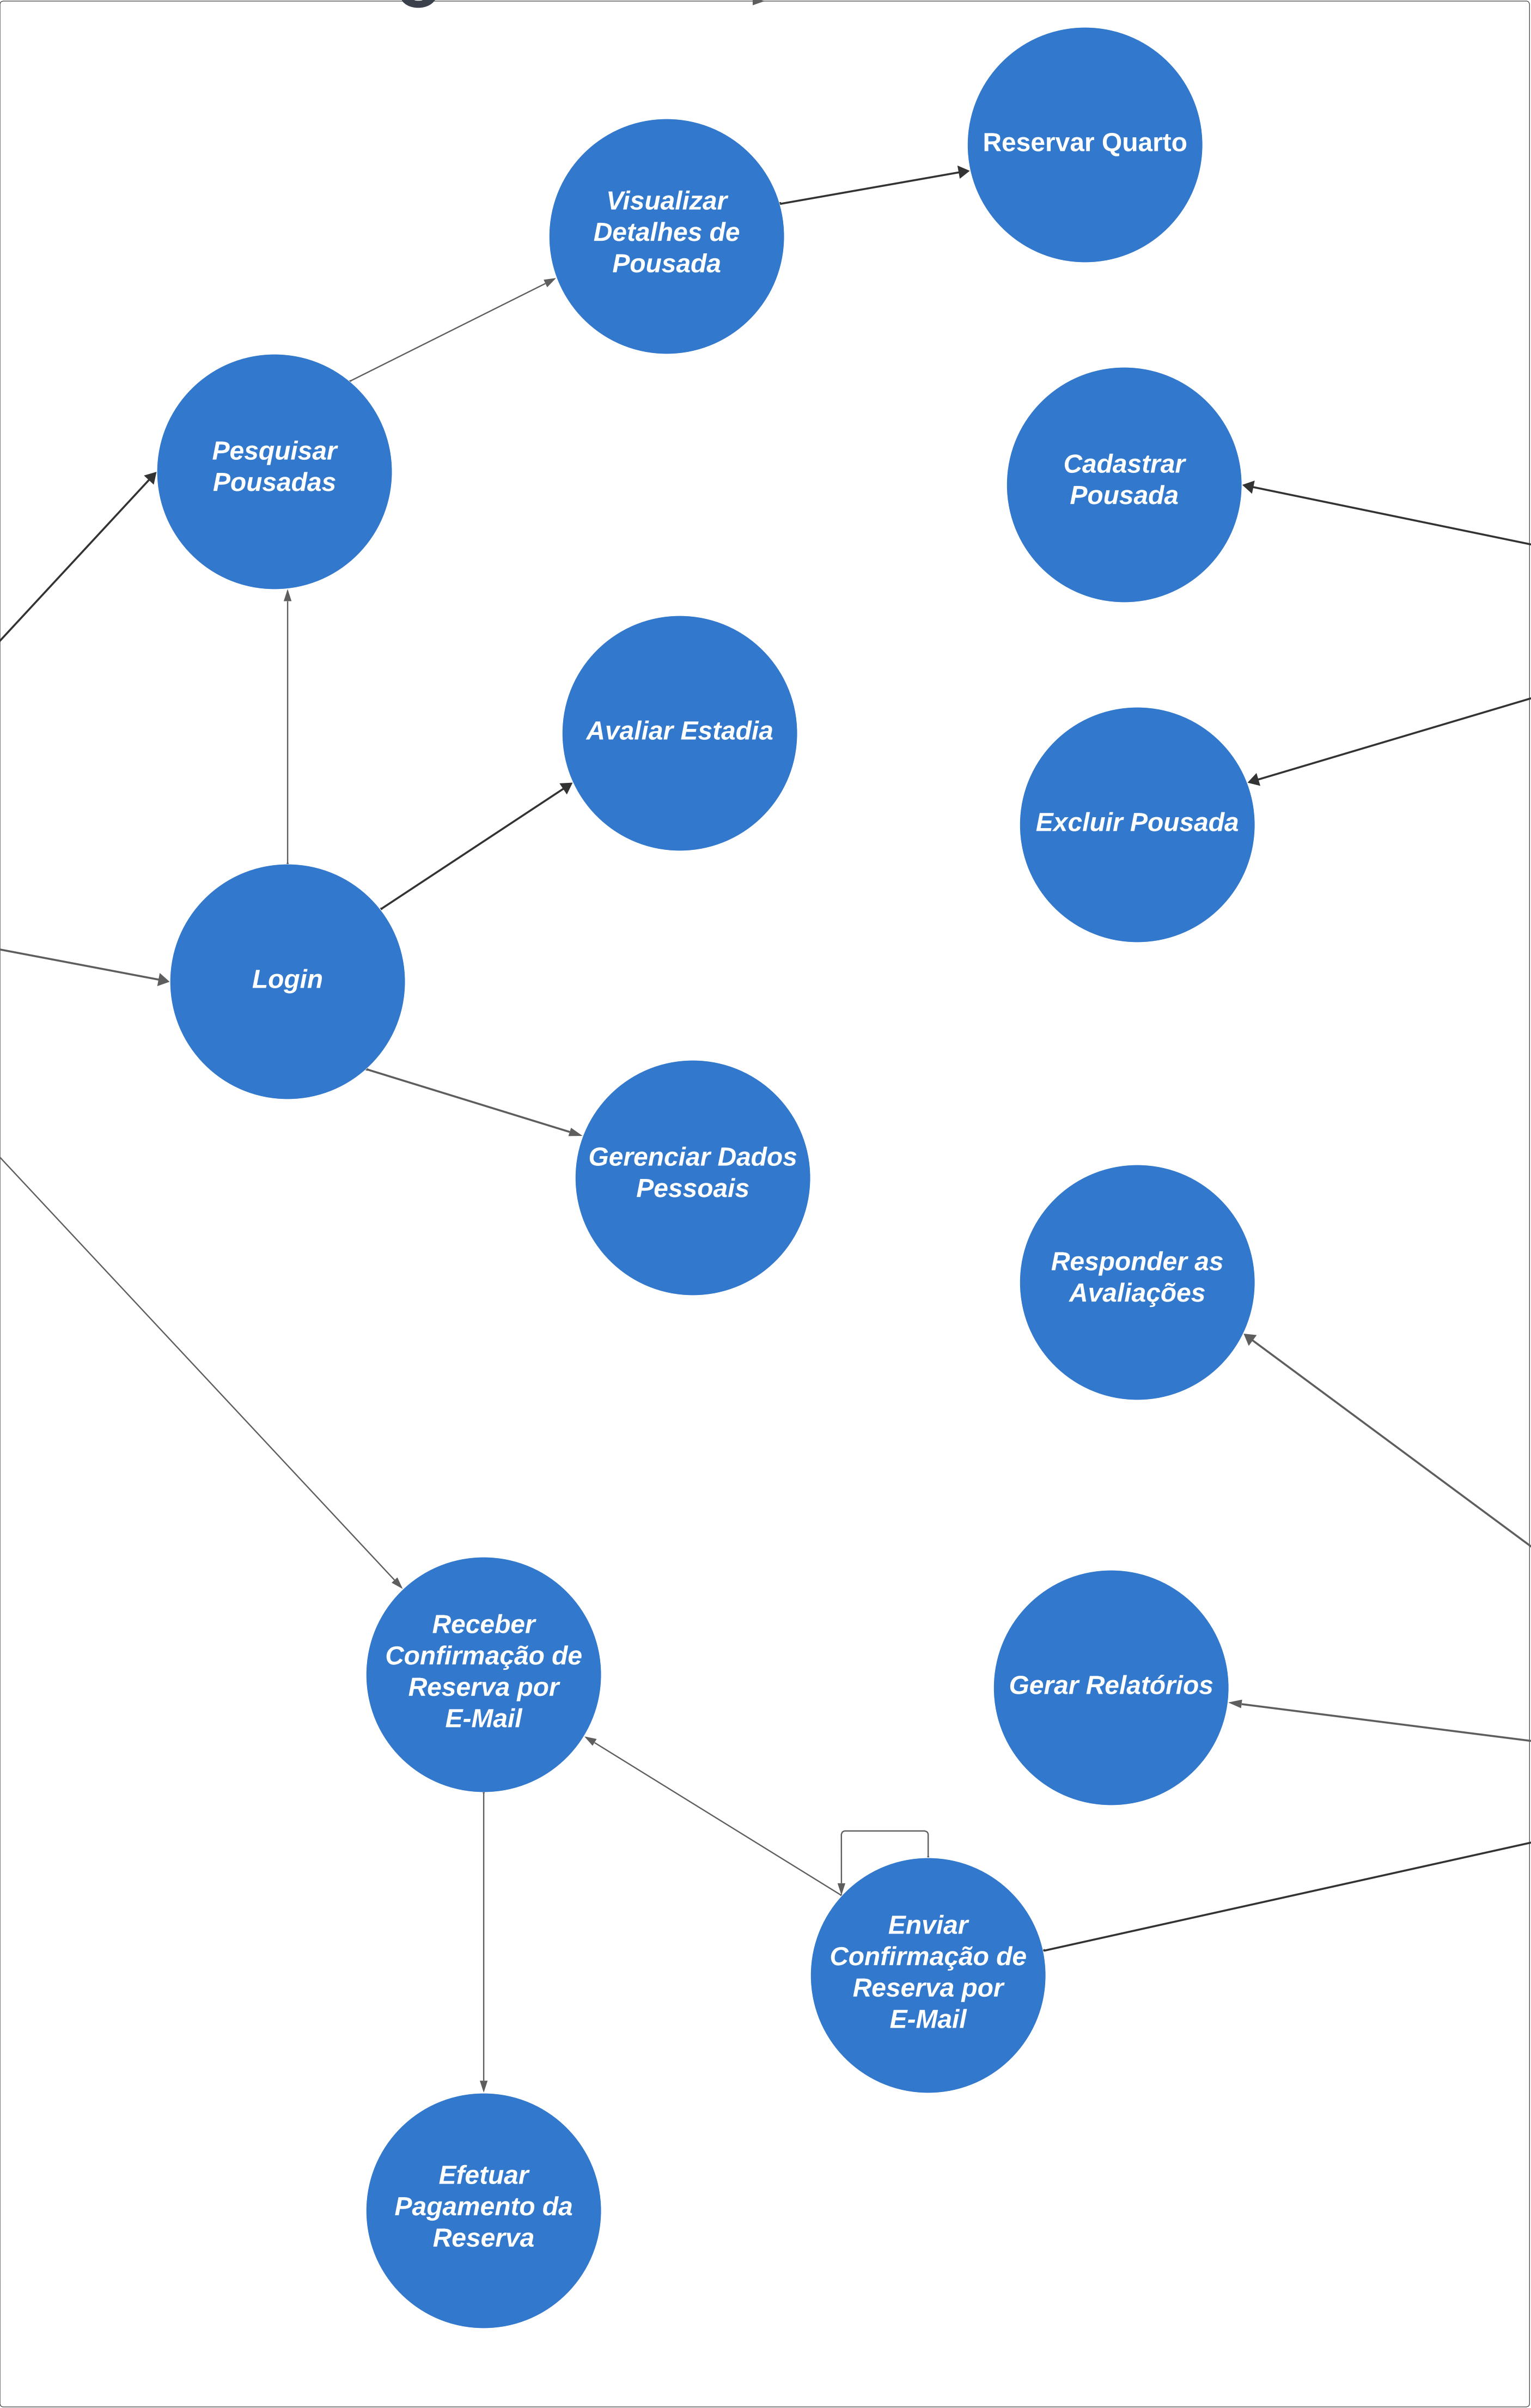 Reservar Quarto
Visualizar
Detalhes de
Pousada
Pesquisar
Pousadas
Cadastrar
Pousada
Avaliar Estadia
Excluir Pousada
Login
Gerenciar Dados
Pessoais
Responder as
Avaliações
Receber
Confirmação de
Reserva por
E-Mail
Gerar Relatórios
Enviar
Confirmação de
Reserva por
E-Mail
Efetuar
Pagamento da
Reserva